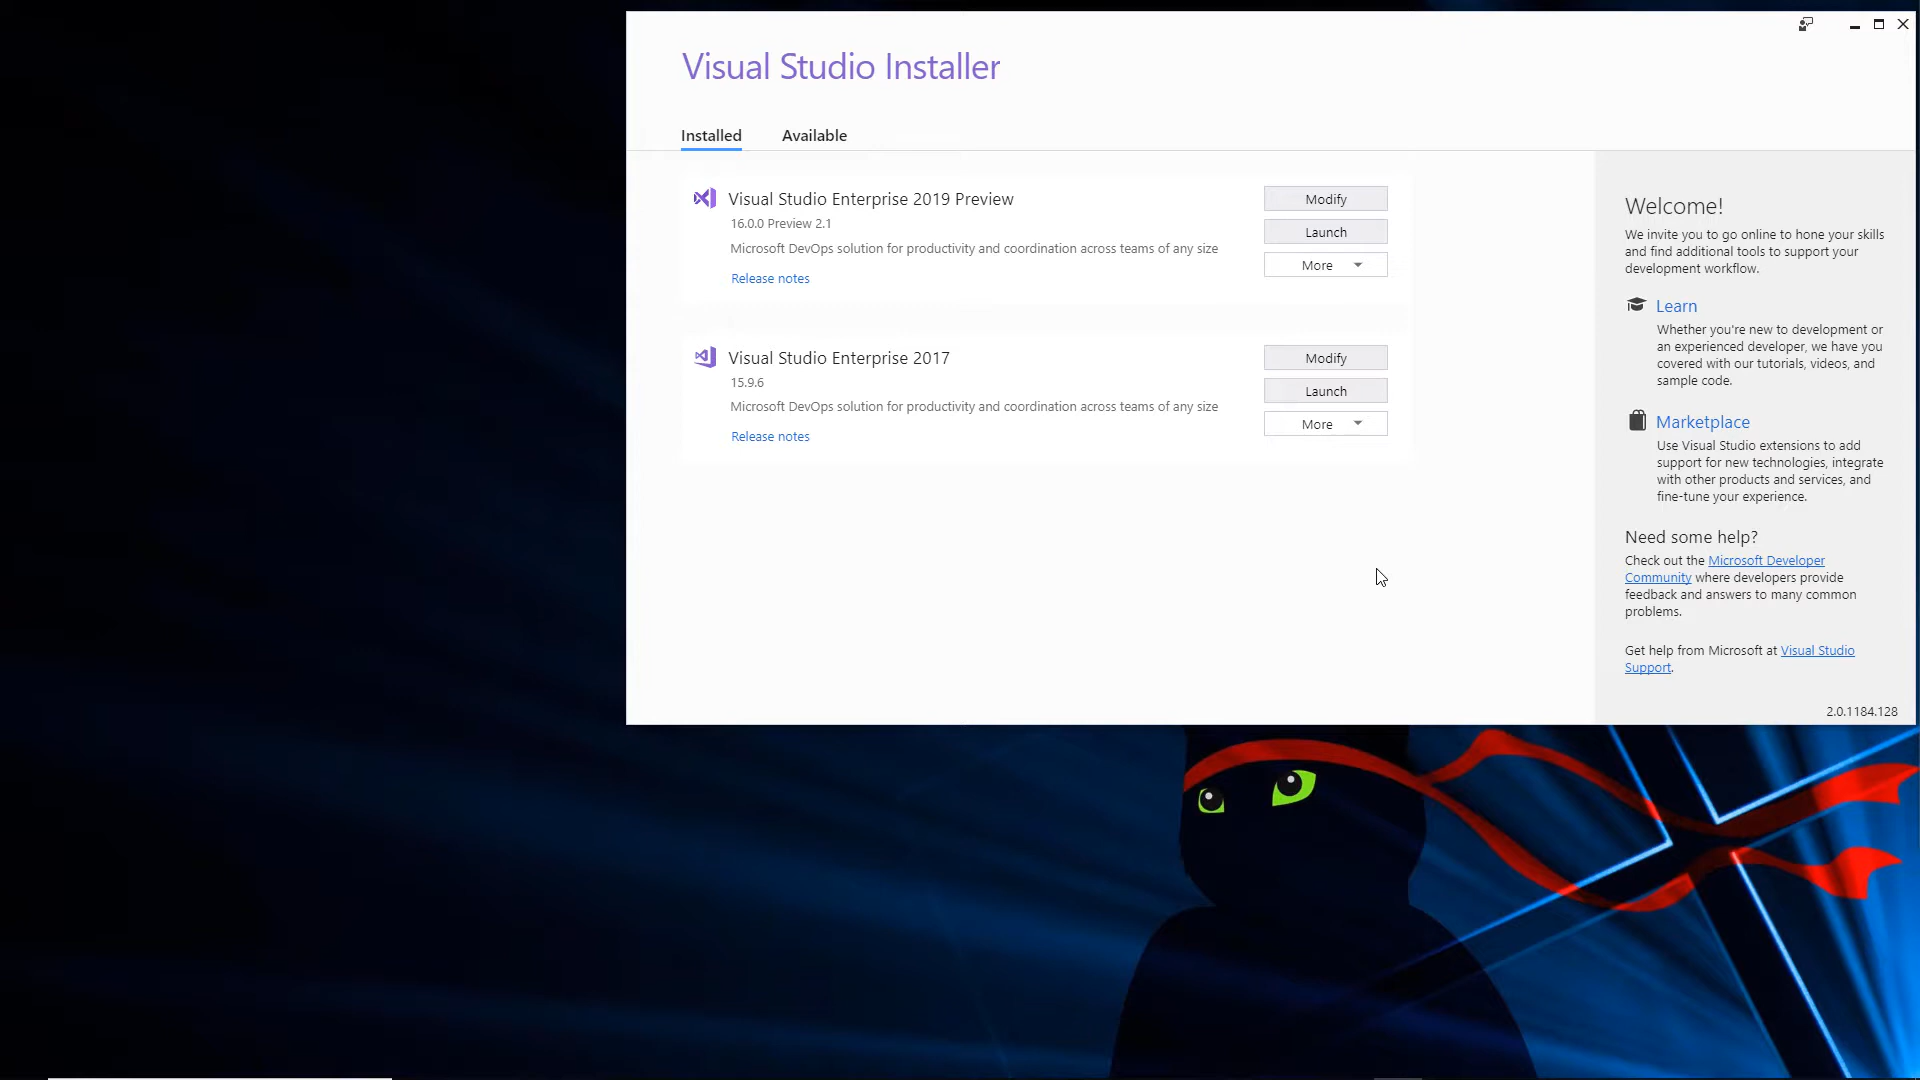 Visual Studio Installer
Installed
Available
Visual Studio Enterprise 2019 Preview
16.0.0 Preview 2.1
Microsoft DevOps solution for productivity and coordination across teams of any size
Release notes
Modify
Launch
More
Visual Studio Enterprise 2017
15.9.6
Microsoft DevOps solution for productivity and coordination across teams of any size
Release notes
Modify
Launch
More
Welcome!
We invite you to go online to hone your skills
and find additional tools to support your
development workflow.
Learn
Whether you're new to development or
an experienced developer, we have you
covered with our tutorials, videos, and
sample code.
Marketplace
Use Visual Studio extensions to add
support for new technologies, integrate
with other products and services, and
fine-tune your experience.
Need some help?
Check out the Microsoft Developer
Community where developers provide
feedback and answers to many common
problems.
Get help from Microsoft at Visual Studio
Support.
2.0.1184.128